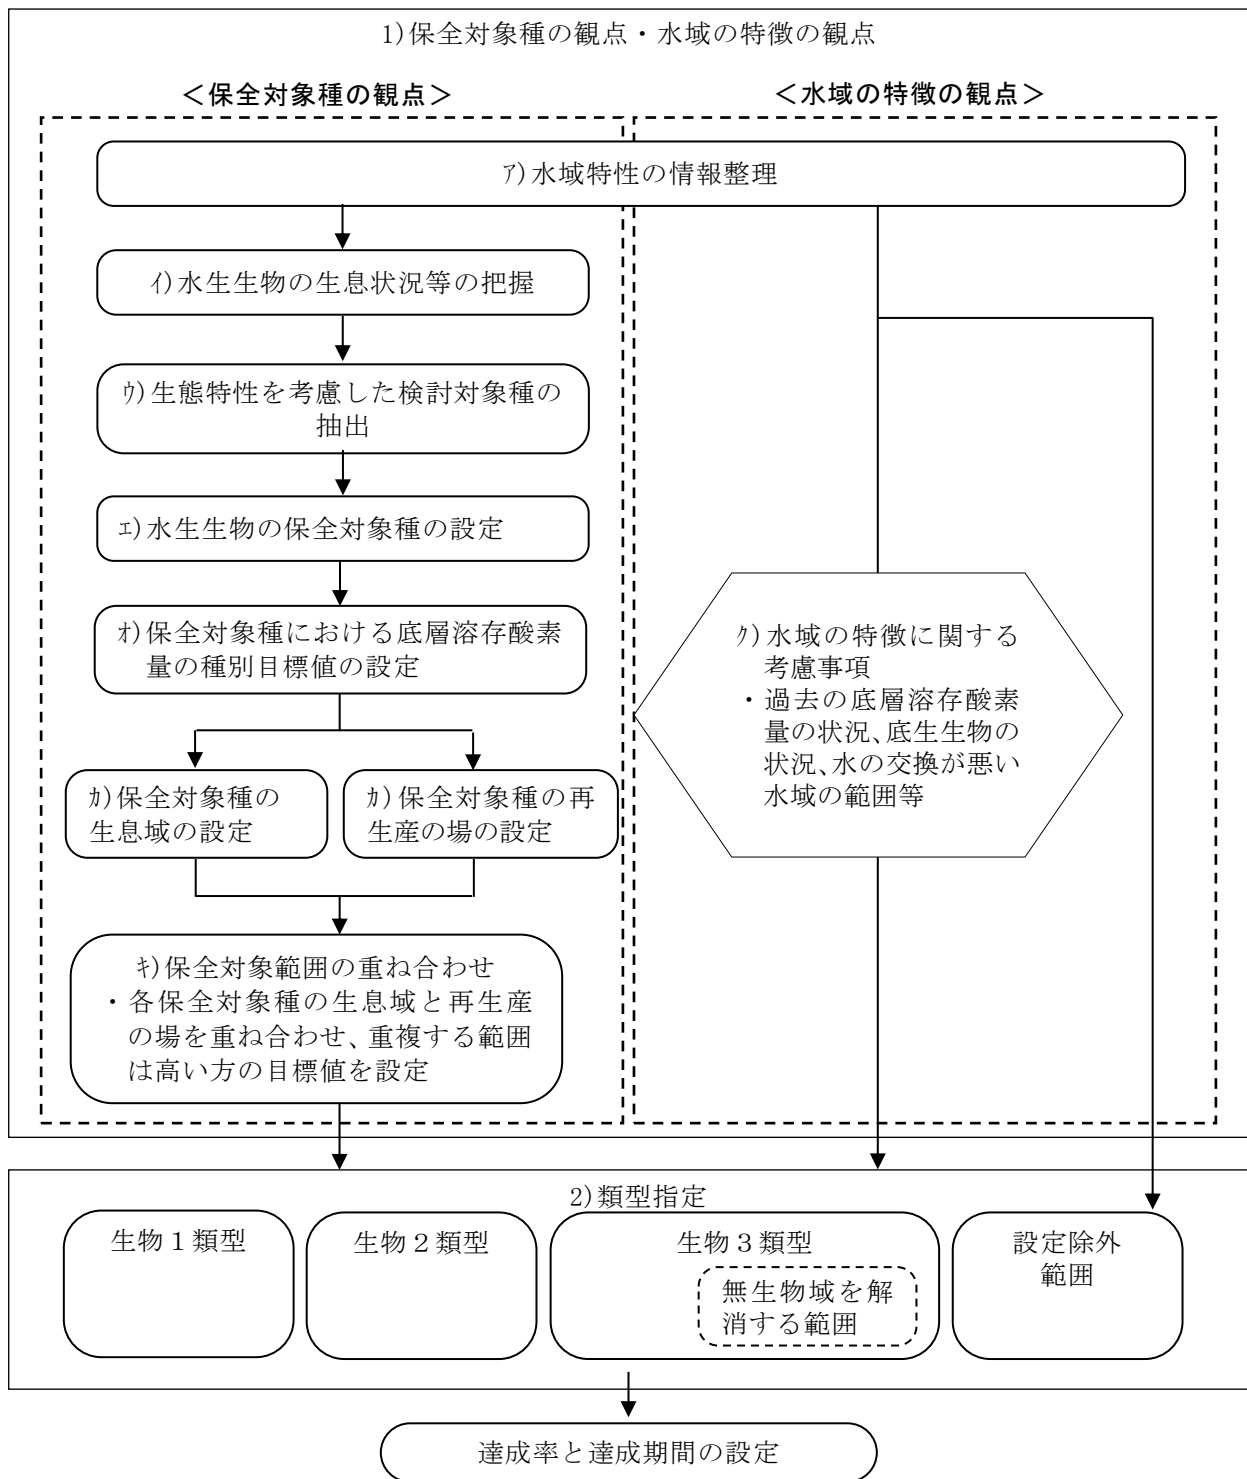 1)保全対象種の観点・水域の特徴の観点
＜保全対象種の観点＞
＜水域の特徴の観点＞
ｱ)水域特性の情報整理
ｲ)水生生物の生息状況等の把握
ｳ)生態特性を考慮した検討対象種の
抽出
ｴ)水生生物の保全対象種の設定
ｵ)保全対象種における底層溶存酸素
量の種別目標値の設定
ｶ)保全対象種の
生息域の設定
ｶ)保全対象種の再
生産の場の設定
ｷ)保全対象範囲の重ね合わせ
・各保全対象種の生息域と再生産
の場を重ね合わせ、重複する範囲
は高い方の目標値を設定
ｸ)水域の特徴に関する
考慮事項
・過去の底層溶存酸素
量の状況、底生生物の
状況、水の交換が悪い
水域の範囲等
2)類型指定
生物１類型
生物２類型
生物３類型
無生物域を解
消する範囲
設定除外
範囲
達成率と達成期間の設定